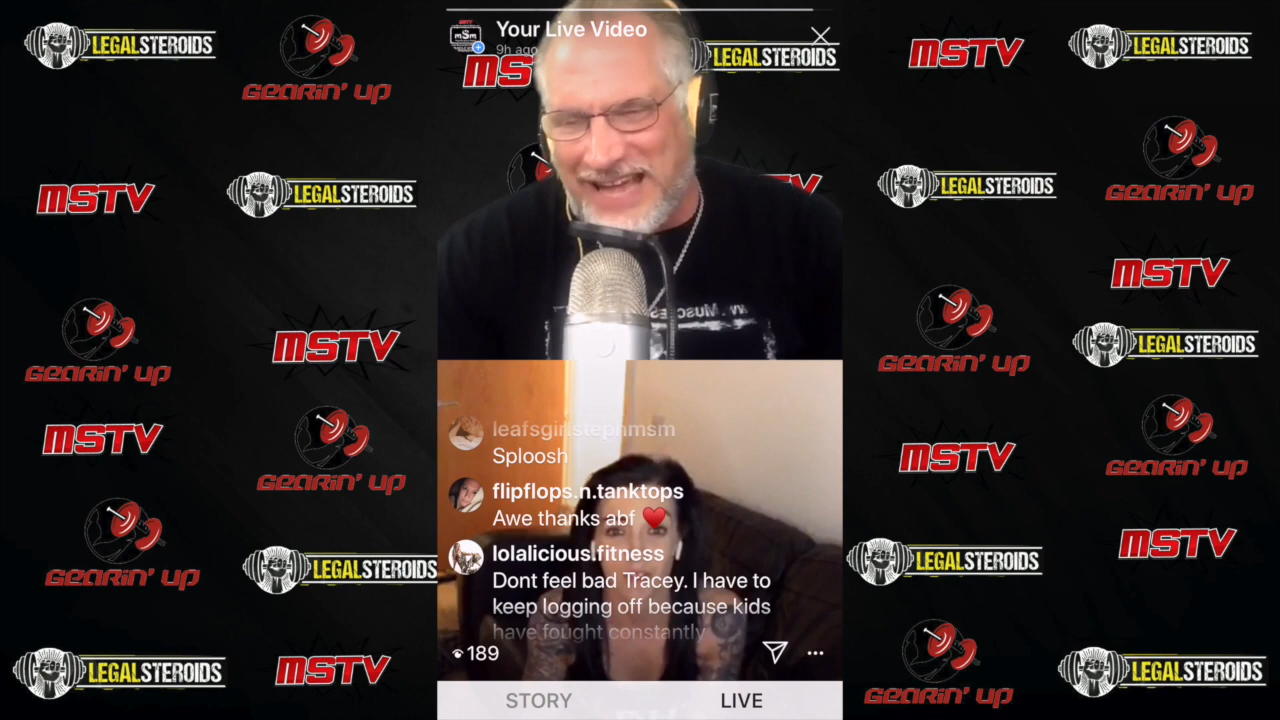 LEGALSTEROIDS
GEARIN' UP
MSTV
LEGALSTEROIDS
GEARIN' UP
MSTV
MSTV
GEARIN' UP
GEARIN' UP
LEGALSTEROIDS
LEGALSTEROIDS
MSTV
mSm
Your Live Video
9h ago
MS
LEGALSTEROIDS
TV
leafsgirlstephmsm
Sploosh
flipflops.n.tanktops
Awe thanks abf ❤️
lolalicious.fitness
Dont feel bad Tracey. I have to
keep logging off because kids
have fought constantly
189
STORY
LIVE
MSTV
LEGALSTEROIDS
LEGALSTEROIDS
GEARIN' UP
MSTV
GEARIN' UP
LEGALSTEROIDS
MSTV
GEARIN' UP
LEGALSTEROIDS
MSTV
GEARIN' UP
LEGALSTEROIDS